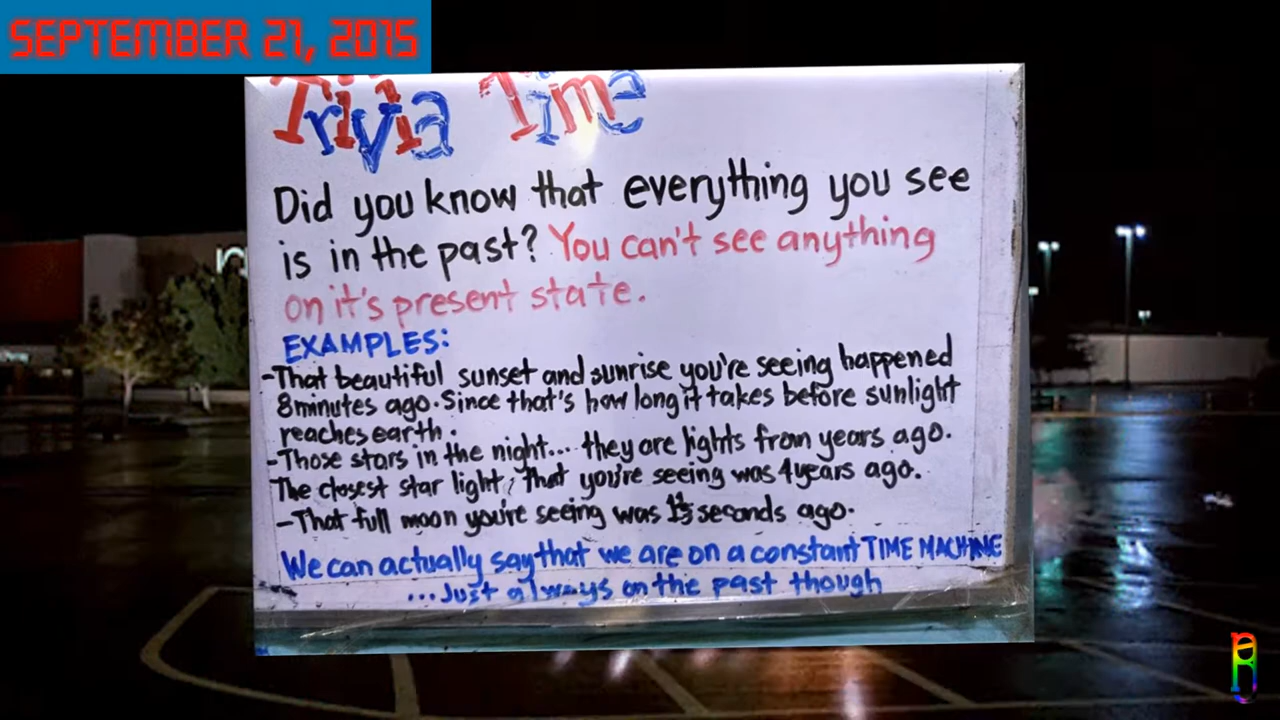 SEPTEMBER 21, 2015
Trivia Time
Did you know that everything you see
is in the past? You can't see anything
on it's present state.
EXAMPLES:
-That beautiful sunset and sunrise you're seeing happened
8minutes ago. Since that's how long it takes before sunlight
reaches earth.
-Those stars in the night... they are lights from years ago.
The closest star light, that you're seeing was 4years ago.
-That full moon you're seeing was seconds ago.
We can actually say that we are on a constant TIME MACHINE
...Just always on the past though